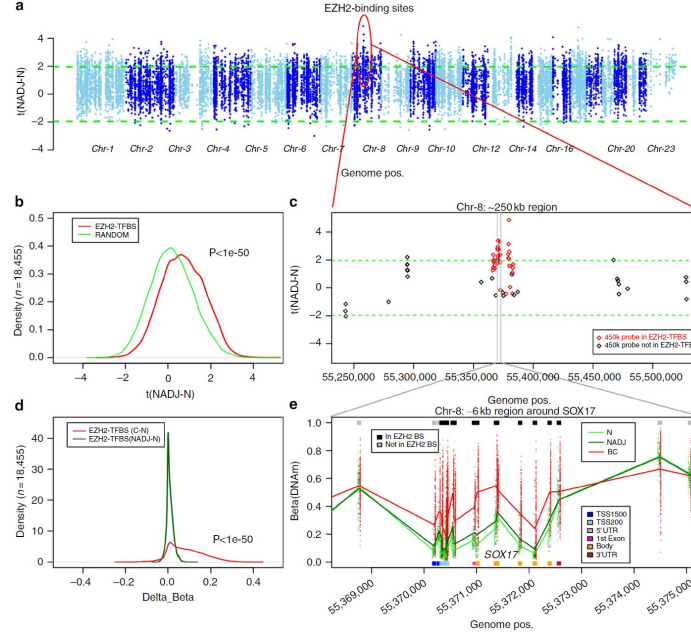 a
EZH2-binding sites
t(NADJ-N)
4
2
0
−2
−4
Chr-1
Chr-2
Chr-3
Chr-4
Chr-5
Chr-6
Chr-7
Chr-8
Chr-9
Chr-10
Chr-12
Chr-14
Chr-16
Chr-20
Chr-23
Genome pos.
b
Density (n=18,455)
0.5
0.4
0.3
0.2
0.1
0.0
EZH2-TFBS
RANDOM
P<1e-50
−4
−2
0
2
4
t(NADJ-N)
c
Chr-8: ~250 kb region
t(NADJ-N)
4
2
0
−2
−4
450k probe in EZH2-TFBS
450k probe not in EZH2-TFB
55,250,000
55,300,000
55,350,000
55,400,000
55,450,000
55,500,000
Genome pos.
d
Density (n=18,455)
40
30
20
10
0
EZH2-TFBS (C-N)
EZH2-TFBS(NADJ-N)
P<1e-50
−0.4
−0.2
0.0
0.2
0.4
Delta_Beta
e
Chr-8: ~6 kb region around SOX17
Beta(DNAm)
1.0
0.8
0.6
0.4
0.2
0.0
In EZH2 BS
Not in EZH2 BS
N
NADJ
BC
TSS1500
TSS200
5'UTR
1st Exon
Body
3'UTR
SOX17
55,369,000
55,370,000
55,371,000
55,372,000
55,373,000
55,374,000
55,375,000
Genome pos.